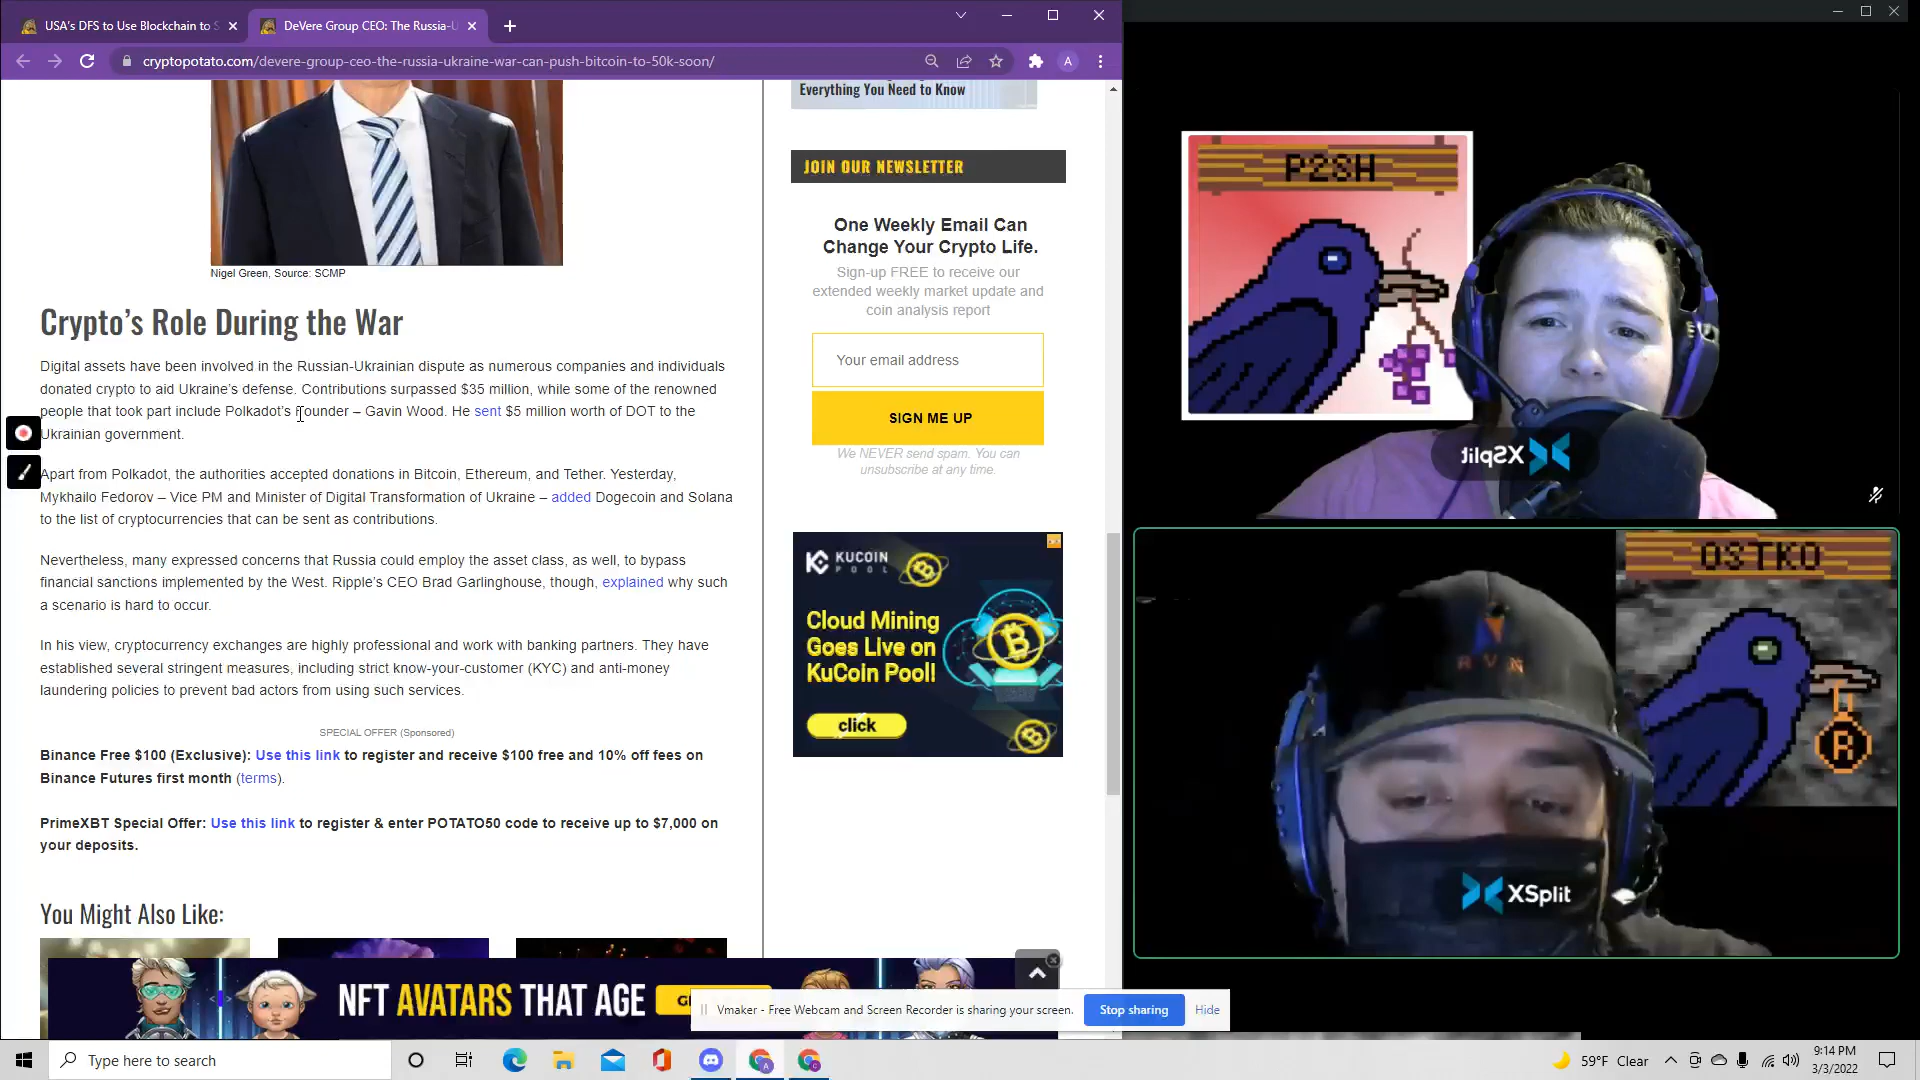 USA's DFS to Use Blockchain to S
DeVere Group CEO: The Russia-U
cryptopotato.com/devere-group-ceo-the-russia-ukraine-war-can-push-bitcoin-to-50k-soon/
A
Nigel Green, Source: SCMP
Crypto's Role During the War
Digital assets have been involved in the Russian-Ukrainian dispute as numerous companies and individuals
donated crypto to aid Ukraine's defense. Contributions surpassed $35 million, while some of the renowned
people that took part include Polkadot's Founder – Gavin Wood. He sent $5 million worth of DOT to the
Ukrainian government.
Apart from Polkadot, the authorities accepted donations in Bitcoin, Ethereum, and Tether. Yesterday,
Mykhailo Fedorov – Vice PM and Minister of Digital Transformation of Ukraine – added Dogecoin and Solana
to the list of cryptocurrencies that can be sent as contributions.
Nevertheless, many expressed concerns that Russia could employ the asset class, as well, to bypass
financial sanctions implemented by the West. Ripple's CEO Brad Garlinghouse, though, explained why such
a scenario is hard to occur.
In his view, cryptocurrency exchanges are highly professional and work with banking partners. They have
established several stringent measures, including strict know-your-customer (KYC) and anti-money
laundering policies to prevent bad actors from using such services.
SPECIAL OFFER (Sponsored)
Binance Free $100 (Exclusive): Use this link to register and receive $100 free and 10% off fees on
Binance Futures first month (terms).
PrimeXBT Special Offer: Use this link to register & enter POTATO50 code to receive up to $7,000 on
your deposits.
You Might Also Like:
Everything You Need to Know
JOIN OUR NEWSLETTER
One Weekly Email Can
Change Your Crypto Life.
Sign-up FREE to receive our
extended weekly market update and
coin analysis report
Your email address
SIGN ME UP
We NEVER send spam. You can
unsubscribe at any time.
KUCOIN
POOL
Cloud Mining
Goes Live on
KuCoin Pool!
click
NFT AVATARS THAT AGE
Vmaker - Free Webcam and Screen Recorder is sharing your screen.
Stop sharing
Hide
P2SH
XSplit
OSTKO
RVN
R
XSplit
Type here to search
59°F Clear
9:14 PM
3/3/2022